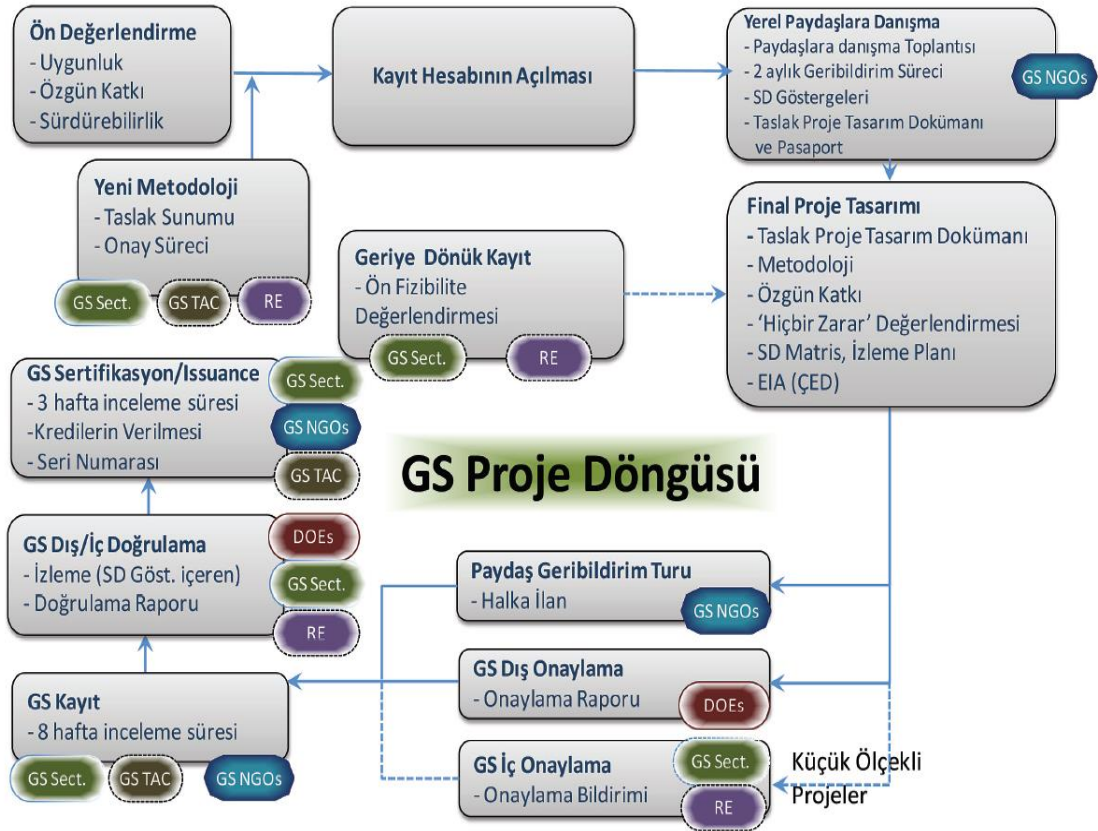 Ön Değerlendirme
- Uygunluk
- Özgün Katkı
- Sürdürebilirlik
Kayıt Hesabının Açılması
Yerel Paydaşlara Danışma
- Paydaşlara danışma Toplantısı
- 2 aylık Geribildirim Süreci
- SD Göstergeleri
- Taslak Proje Tasarım Dokümanı
ve Pasaport
GS NGOs
Yeni Metodoloji
- Taslak Sunumu
- Onay Süreci
GS Sect.
GS TAC
RE
Geriye Dönük Kayıt
- Ön Fizibilite
Değerlendirmesi
GS Sect.
RE
Final Proje Tasarımı
- Taslak Proje Tasarım Dokümanı
- Metodoloji
- Özgün Katkı
- ‘Hiçbir Zarar’ Değerlendirmesi
- SD Matris, İzleme Planı
- EIA (ÇED)
GS Sertifikasyon/Issuance
- 3 hafta inceleme süresi
-Kredilerin Verilmesi
- Seri Numarası
GS Sect.
GS NGOs
GS TAC
GS Proje Döngüsü
GS Dış/İç Doğrulama
- İzleme (SD Göst. içeren)
- Doğrulama Raporu
DOEs
GS Sect.
RE
Paydaş Geribildirim Turu
- Halka İlan
GS NGOs
GS Dış Onaylama
- Onaylama Raporu
DOEs
GS Kayıt
- 8 hafta inceleme süresi
GS Sect.
GS TAC
GS NGOs
GS İç Onaylama
- Onaylama Bildirimi
GS Sect.
RE
Küçük Ölçekli
Projeler